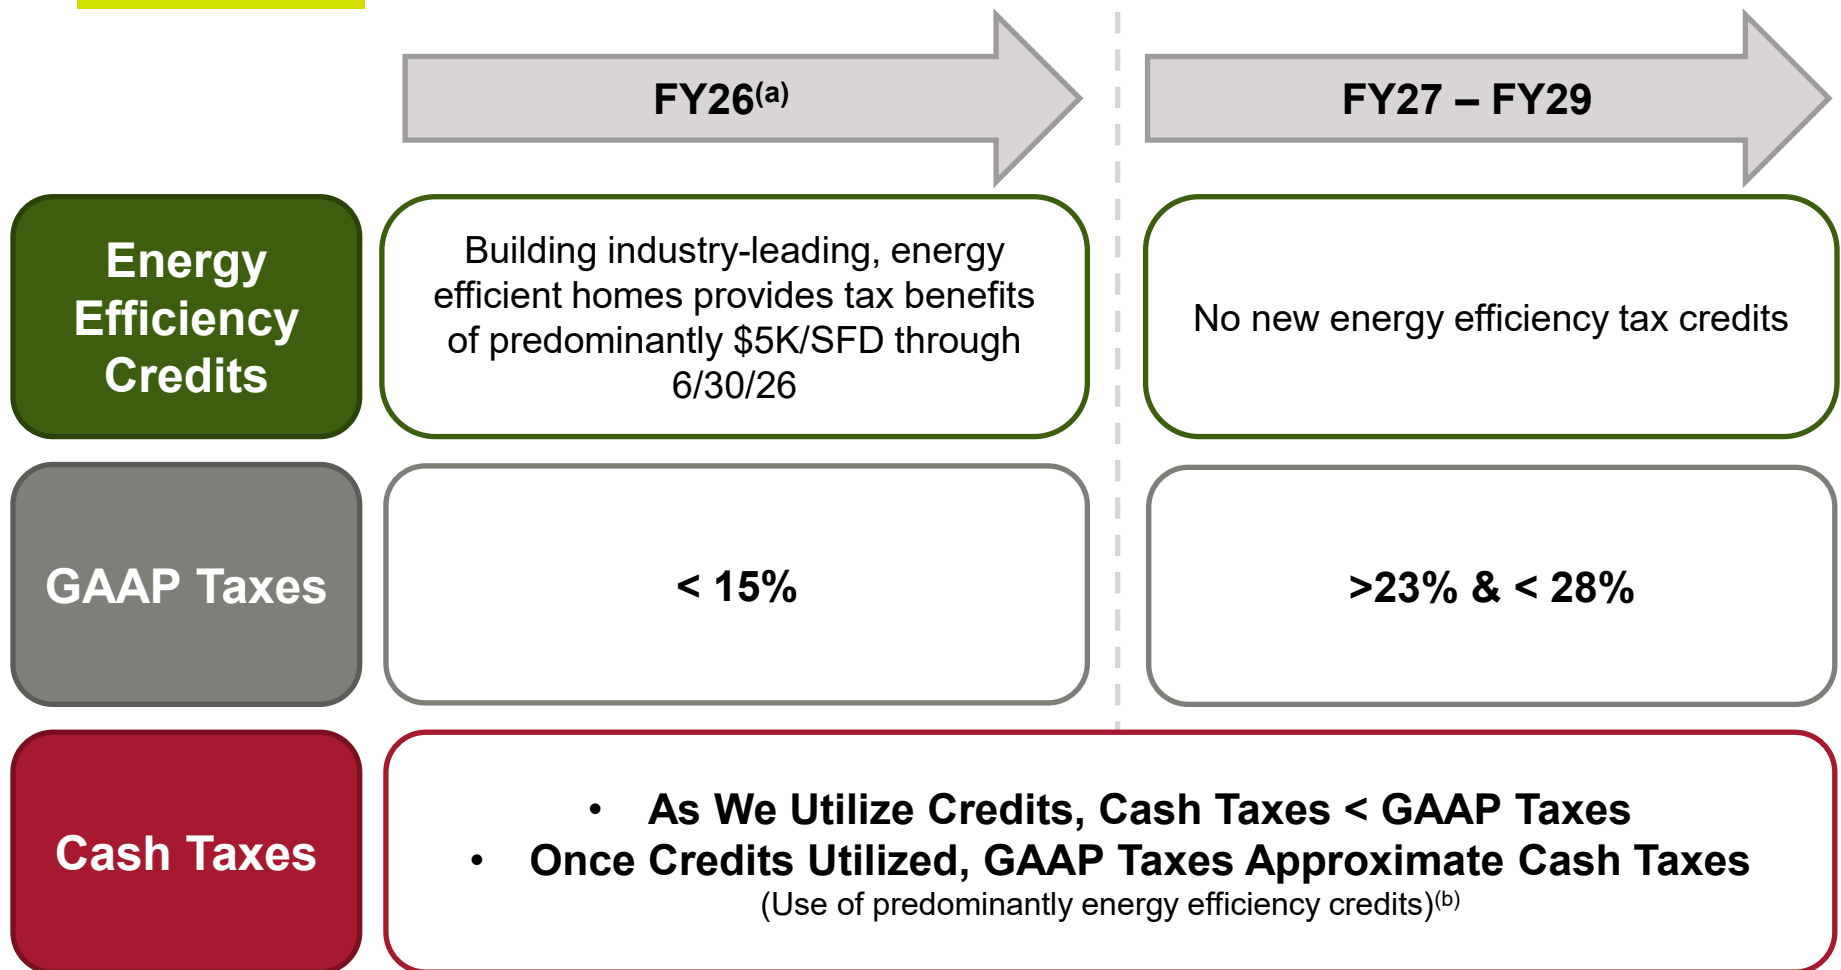 FY26(a)
FY27 – FY29
Energy
Efficiency
Credits
Building industry-leading, energy
efficient homes provides tax benefits
of predominantly $5K/SFD through
6/30/26
No new energy efficiency tax credits
GAAP Taxes
< 15%
>23% & < 28%
Cash Taxes
• As We Utilize Credits, Cash Taxes < GAAP Taxes
• Once Credits Utilized, GAAP Taxes Approximate Cash Taxes
(Use of predominantly energy efficiency credits)(b)